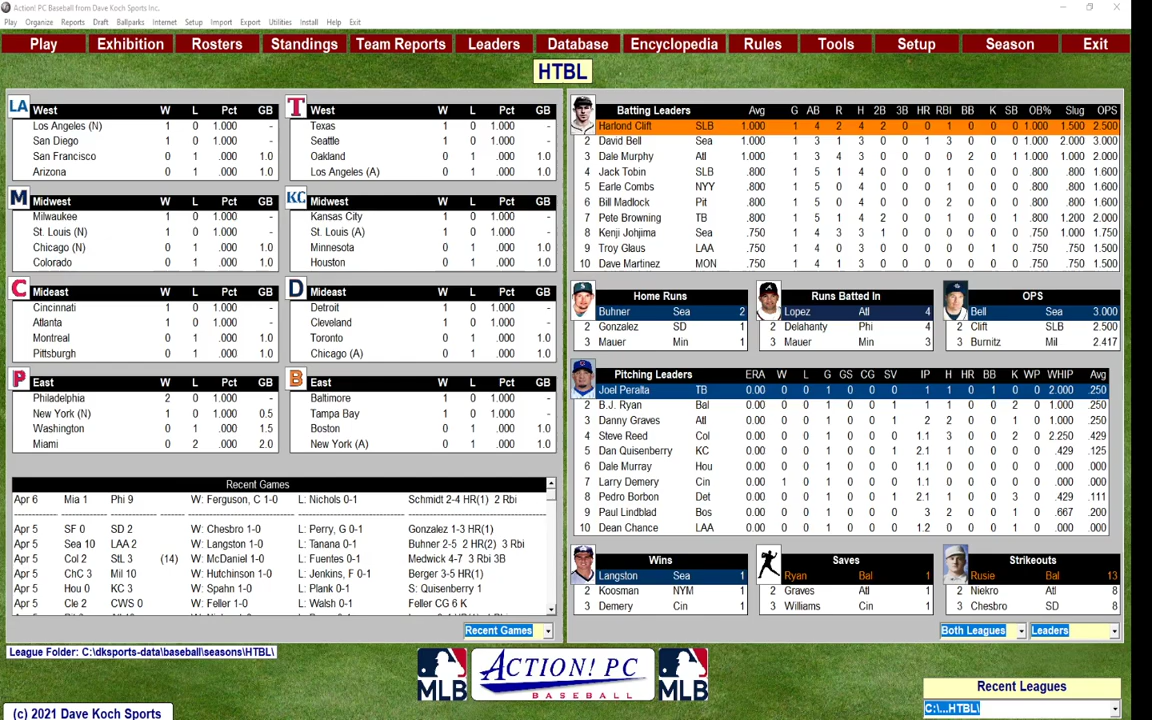 Action! PC Baseball from Dave Koch Sports Inc.
Play Organize Reports Draft Ballparks Internet Setup Import Export Utilities Install Help Exit
Play Exhibition Rosters Standings Team Reports Leaders Database Encyclopedia Rules Tools Setup Season Exit
HTBL
LA West W L Pct GB
Los Angeles (N) 1 0 1.000 -
San Diego 1 0 1.000 -
San Francisco 0 1 .000 1.0
Arizona 0 1 .000 1.0
T West W L Pct GB
Texas 1 0 1.000 -
Seattle 1 0 1.000 -
Oakland 0 1 .000 1.0
Los Angeles (A) 0 1 .000 1.0
M Midwest W L Pct GB
Milwaukee 1 0 1.000 -
St. Louis (N) 1 0 1.000 -
Chicago (N) 0 1 .000 1.0
Colorado 0 1 .000 1.0
KC Midwest W L Pct GB
Kansas City 1 0 1.000 -
St. Louis (A) 1 0 1.000 -
Minnesota 0 1 .000 1.0
Houston 0 1 .000 1.0
C Mideast W L Pct GB
Cincinnati 1 0 1.000 -
Atlanta 1 0 1.000 -
Montreal 0 1 .000 1.0
Pittsburgh 0 1 .000 1.0
D Mideast W L Pct GB
Detroit 1 0 1.000 -
Cleveland 1 0 1.000 -
Toronto 0 1 .000 1.0
Chicago (A) 0 1 .000 1.0
P East W L Pct GB
Philadelphia 2 0 1.000 -
New York (N) 1 0 1.000 0.5
Washington 0 1 .000 1.5
Miami 0 2 .000 2.0
B East W L Pct GB
Baltimore 1 0 1.000 -
Tampa Bay 1 0 1.000 -
Boston 0 1 .000 1.0
New York (A) 0 1 .000 1.0
Recent Games
Apr 6 Mia 1 Phi 9 W: Ferguson, C 1-0 L: Nichols 0-1 Schmidt 2-4 HR(1) 2 Rbi
Apr 5 SF 0 SD 2 W: Chesbro 1-0 L: Perry, G 0-1 Gonzalez 1-3 HR(1)
Apr 5 Sea 10 LAA 2 W: Langston 1-0 L: Tanana 0-1 Buhner 2-5 2 HR(2) 3 Rbi
Apr 5 Col 2 StL 3 (14) W: McDaniel 1-0 L: Fuentes 0-1 Medwick 4-7 Rbi 3B
Apr 5 ChC 3 Mil 10 W: Spahn 1-0 L: Jenkins, F 0-1 Berger 3-5 HR(1)
Apr 5 Hou 0 KC 3 W: Hutchinson 1-0 L: Plank 0-1 S: Quisenberry 1
Apr 5 Cle 2 CWS 0 W: Feller 1-0 L: Walsh 0-1 Feller CG 6 K
Recent Games
Batting Leaders Avg G AB R H 2B 3B HR RBI BB K SB OB% Slug OPS
Harlond Clift SLB 1.000 1 4 2 4 2 0 0 1 0 0 0 1.000 1.500 2.500
2 David Bell Sea 1.000 1 3 1 3 0 0 1 3 0 0 0 1.000 2.000 3.000
3 Dale Murphy Atl 1.000 1 3 4 3 0 0 0 0 2 0 1 1.000 1.000 2.000
4 Jack Tobin SLB .800 1 5 1 4 0 0 0 1 0 0 0 .800 .800 1.600
5 Earle Combs NYY .800 1 5 0 4 0 0 0 0 0 0 0 .800 .800 1.600
6 Bill Madlock Pit .800 1 5 0 4 0 0 0 2 0 0 0 .800 .800 1.600
7 Pete Browning TB .800 1 5 1 4 2 0 0 0 0 0 1 .800 1.200 2.000
8 Kenji Johjima Sea .750 1 4 3 3 1 0 0 0 0 0 0 .750 1.000 1.750
9 Troy Glaus LAA .750 1 4 0 3 0 0 0 0 0 1 0 .750 .750 1.500
10 Dave Martinez MON .750 1 4 1 3 0 0 0 0 0 0 0 .750 .750 1.500
Home Runs
Buhner Sea 2
2 Gonzalez SD 1
3 Mauer Min 1
Runs Batted In
Lopez Atl 4
2 Delahanty Phi 4
3 Mauer Min 3
OPS
Bell Sea 3.000
2 Clift SLB 2.500
3 Burnitz Mil 2.417
Pitching Leaders ERA W L G GS CG SV IP H HR BB K WP WHIP Avg
Joel Peralta TB 0.00 0 0 1 0 0 0 1 1 0 1 0 0 2.000 .250
2 B.J. Ryan Bal 0.00 0 0 1 0 0 1 1 1 0 0 2 0 1.000 .250
3 Danny Graves Atl 0.00 0 0 1 0 0 1 2 2 0 0 1 0 1.000 .250
4 Steve Reed Col 0.00 0 0 1 0 0 0 1.1 3 0 0 2 0 2.250 .429
5 Dan Quisenberry KC 0.00 0 0 1 0 0 1 2.1 1 0 0 0 0 .429 .125
6 Dale Murray Hou 0.00 0 0 1 0 0 0 1.1 0 0 0 0 0 .000 .000
7 Larry Demery Cin 0.00 1 0 1 0 0 0 1 0 0 0 0 0 .000 .000
8 Pedro Borbon Det 0.00 0 0 1 0 0 1 2.1 1 0 0 3 0 .429 .111
9 Paul Lindblad Bos 0.00 0 0 1 0 0 0 3 2 0 0 1 0 .667 .200
10 Dean Chance LAA 0.00 0 0 1 0 0 0 1.2 0 0 0 1 0 .000 .000
Wins
Langston Sea 1
2 Koosman NYM 1
3 Demery Cin 1
Saves
Ryan Bal 1
2 Graves Atl 1
3 Williams Cin 1
Strikeouts
Rusie Bal 13
2 Niekro Atl 8
3 Chesbro SD 8
Both Leagues Leaders
League Folder: C:\dksports-data\baseball\seasons\HTBL\
MLB ACTION! PC BASEBALL MLB
Recent Leagues
C:\...HTBL\
(c) 2021 Dave Koch Sports